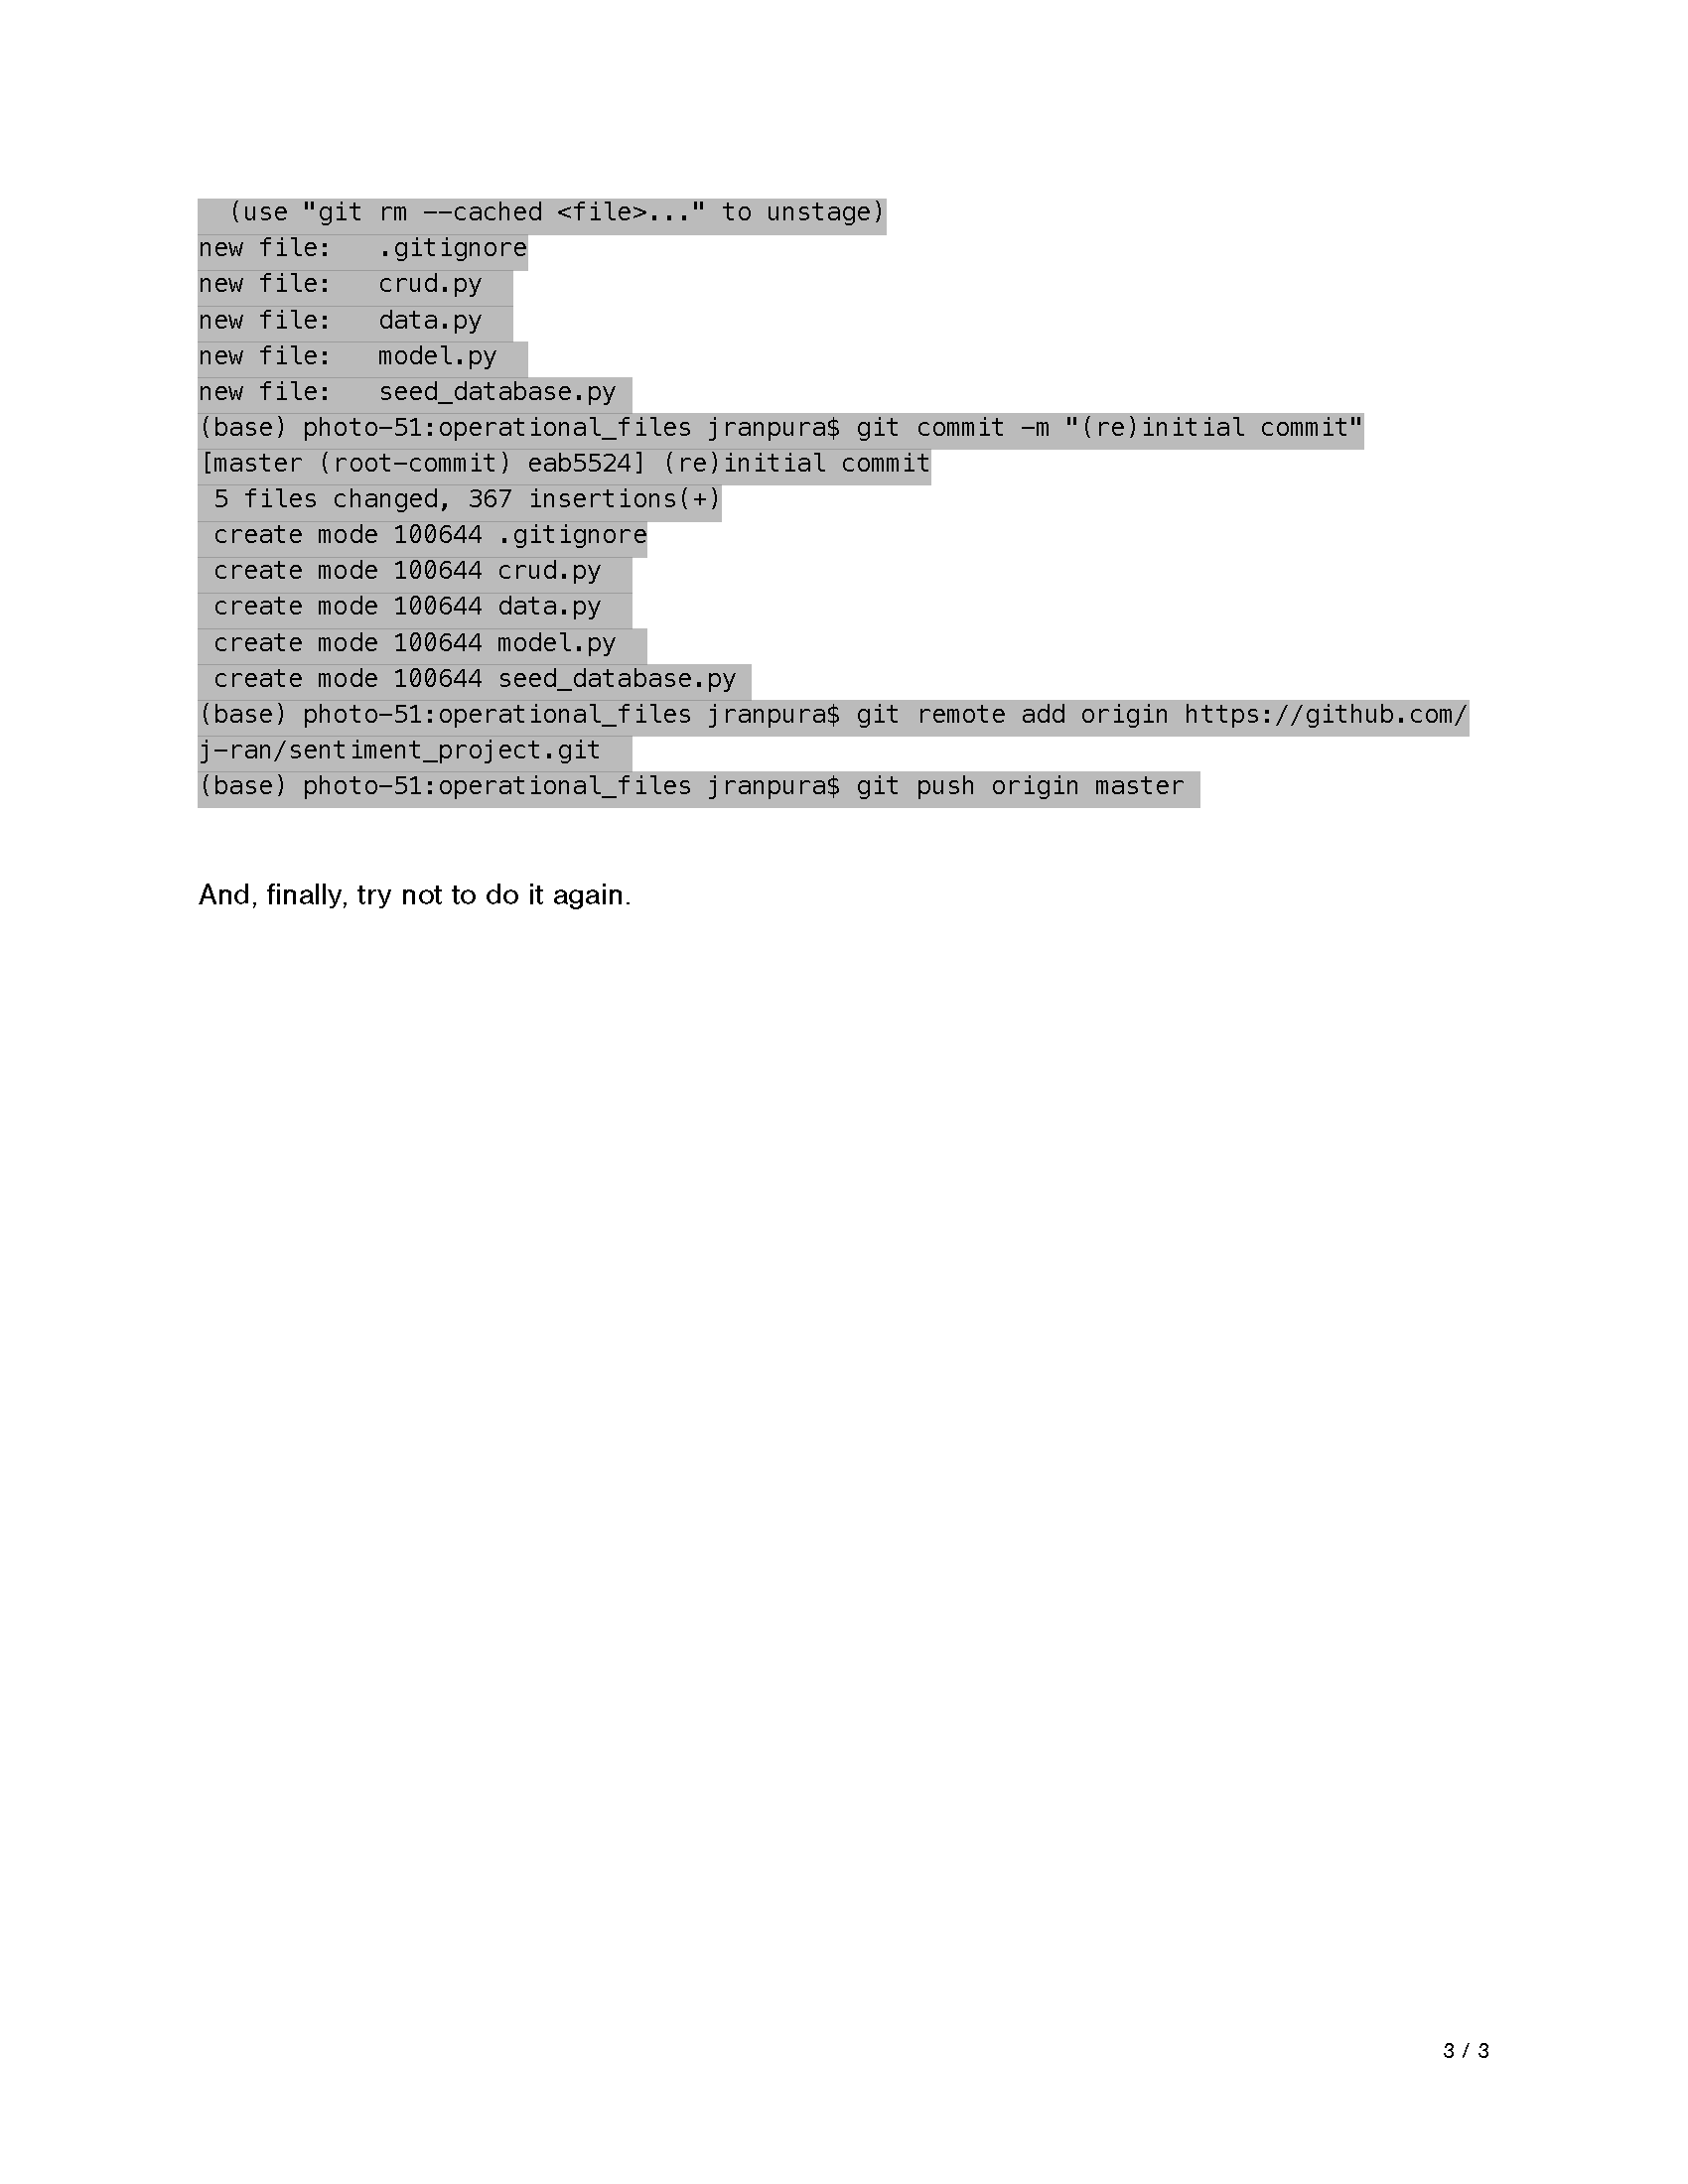 (use "git rm --cached <file>..." to unstage)
new file:   .gitignore
new file:   crud.py
new file:   data.py
new file:   model.py
new file:   seed_database.py
(base) photo-51:operational_files jranpura$ git commit -m "(re)initial commit"
[master (root-commit) eab5524] (re)initial commit
 5 files changed, 367 insertions(+)
 create mode 100644 .gitignore
 create mode 100644 crud.py
 create mode 100644 data.py
 create mode 100644 model.py
 create mode 100644 seed_database.py
(base) photo-51:operational_files jranpura$ git remote add origin https://github.com/
j-ran/sentiment_project.git
(base) photo-51:operational_files jranpura$ git push origin master
And, finally, try not to do it again.
3 / 3